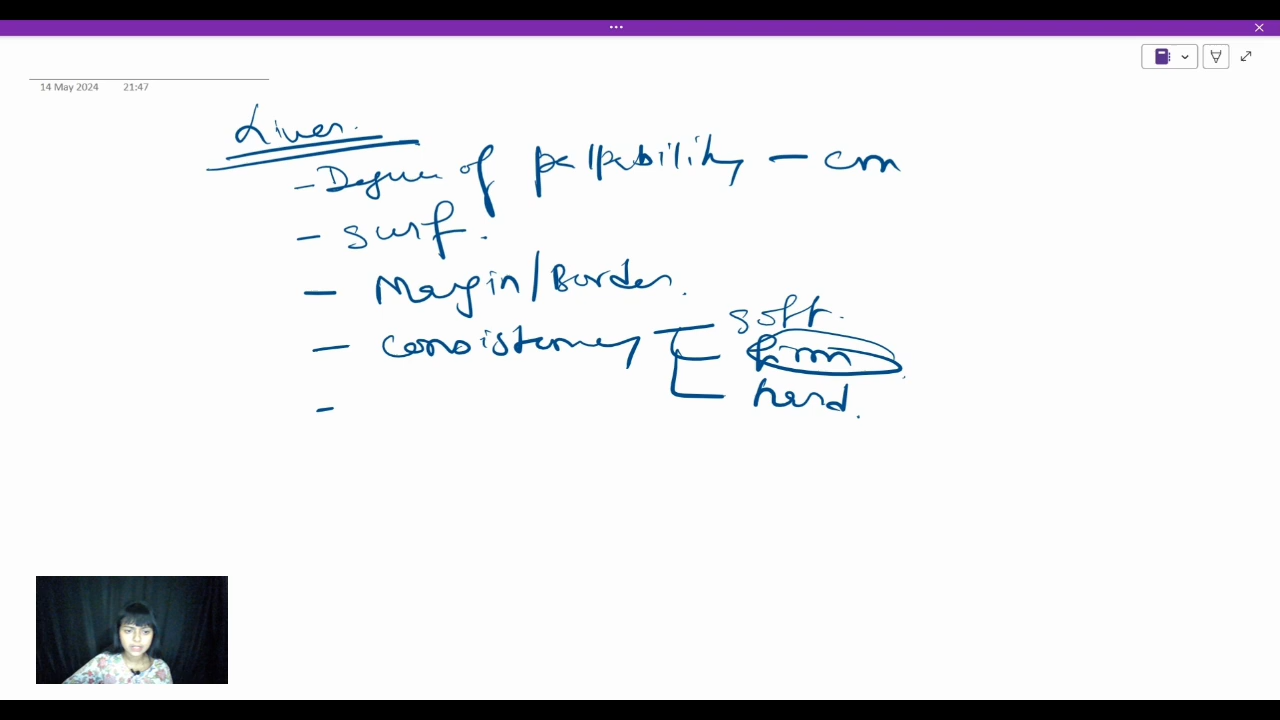 14 May 2024 21:47
Liver.
- Degree of palpability - cm
- surf.
- Margin/Border.
- consistency
soft.
firm
hard.
-